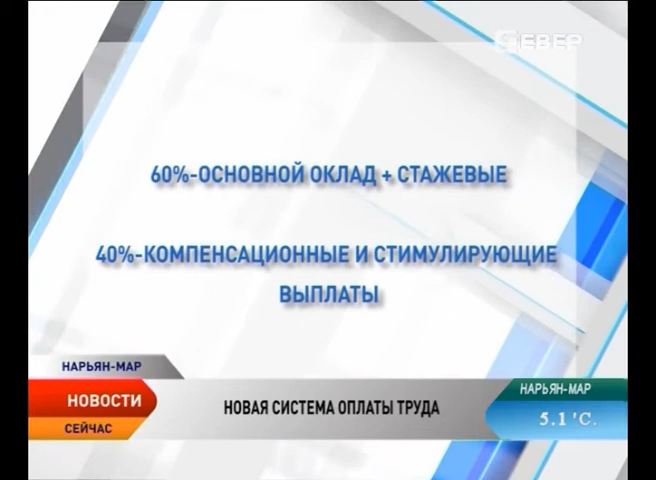 СЕВЕР
60%-ОСНОВНОЙ ОКЛАД + СТАЖЕВЫЕ
40%-КОМПЕНСАЦИОННЫЕ И СТИМУЛИРУЮЩИЕ
ВЫПЛАТЫ
НАРЬЯН-МАР
НОВОСТИ
СЕЙЧАС
НОВАЯ СИСТЕМА ОПЛАТЫ ТРУДА
НАРЬЯН-МАР
5.1 'C.